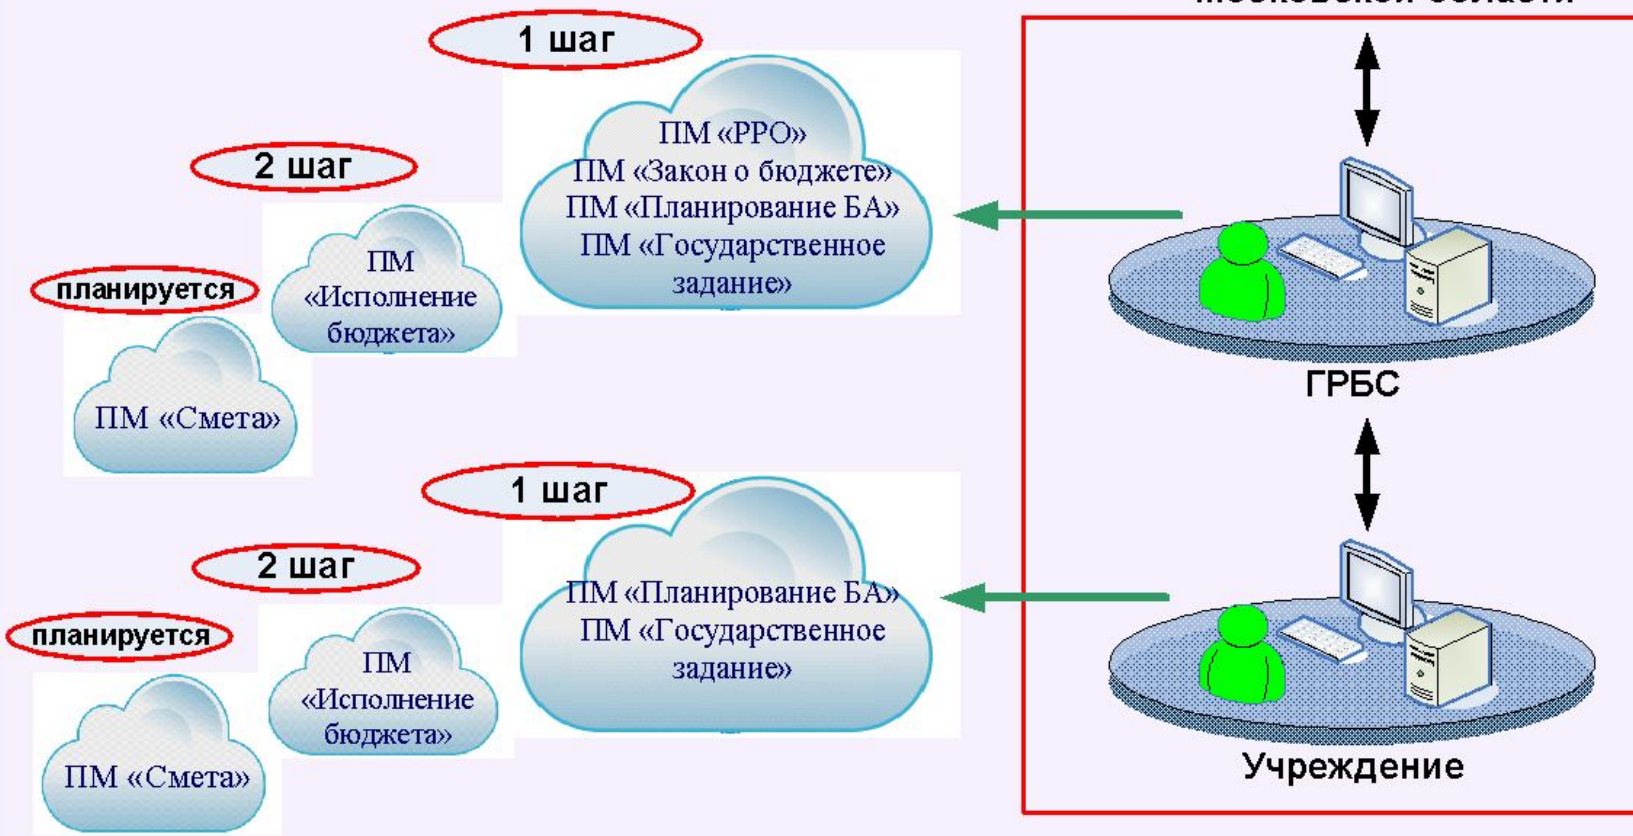 1 шаг
ПМ «РРО»
ПМ «Закон о бюджете»
ПМ «Планирование БА»
ПМ «Государственное
задание»
2 шаг
ПМ
«Исполнение
бюджета»
планируется
ПМ «Смета»
ГРБС
1 шаг
ПМ «Планирование БА»
ПМ «Государственное
задание»
2 шаг
ПМ
«Исполнение
бюджета»
планируется
ПМ «Смета»
Учреждение